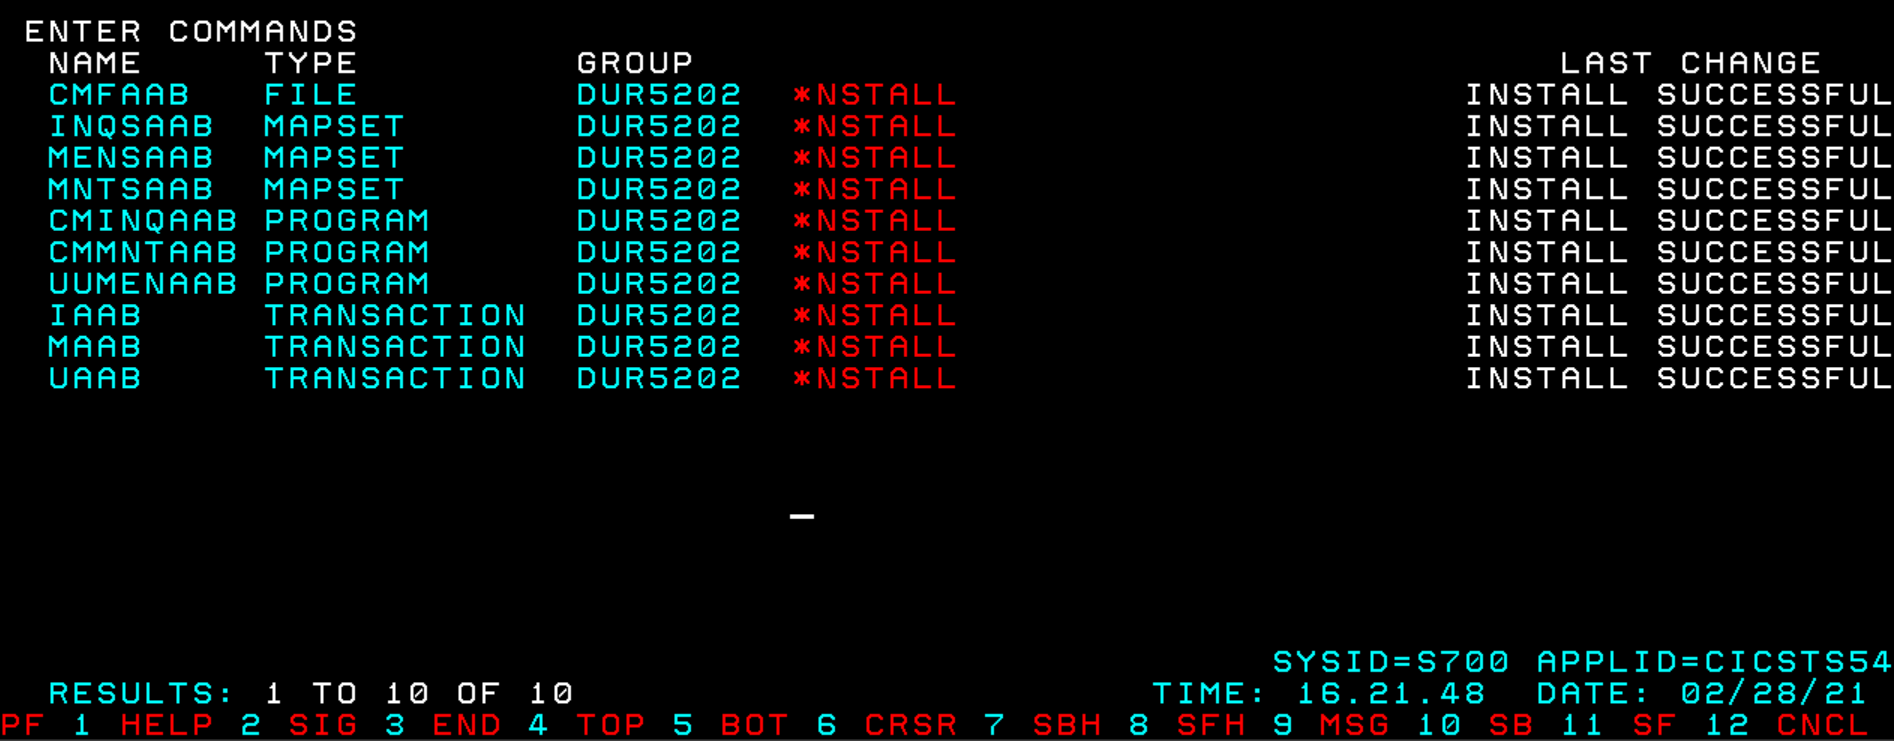 ENTER COMMANDS
NAME TYPE GROUP LAST CHANGE
CMFAAB FILE DUR5202 *NSTALL INSTALL SUCCESSFUL
INQSAAB MAPSET DUR5202 *NSTALL INSTALL SUCCESSFUL
MENSAAB MAPSET DUR5202 *NSTALL INSTALL SUCCESSFUL
MNTSAAB MAPSET DUR5202 *NSTALL INSTALL SUCCESSFUL
CMINQAAB PROGRAM DUR5202 *NSTALL INSTALL SUCCESSFUL
CMMNTAAB PROGRAM DUR5202 *NSTALL INSTALL SUCCESSFUL
UUMENAAB PROGRAM DUR5202 *NSTALL INSTALL SUCCESSFUL
IAAB TRANSACTION DUR5202 *NSTALL INSTALL SUCCESSFUL
MAAB TRANSACTION DUR5202 *NSTALL INSTALL SUCCESSFUL
UAAB TRANSACTION DUR5202 *NSTALL INSTALL SUCCESSFUL
SYSID=S700 APPLID=CICSTS54
RESULTS: 1 TO 10 OF 10 TIME: 16.21.48 DATE: 02/28/21
PF 1 HELP 2 SIG 3 END 4 TOP 5 BOT 6 CRSR 7 SBH 8 SFH 9 MSG 10 SB 11 SF 12 CNCL